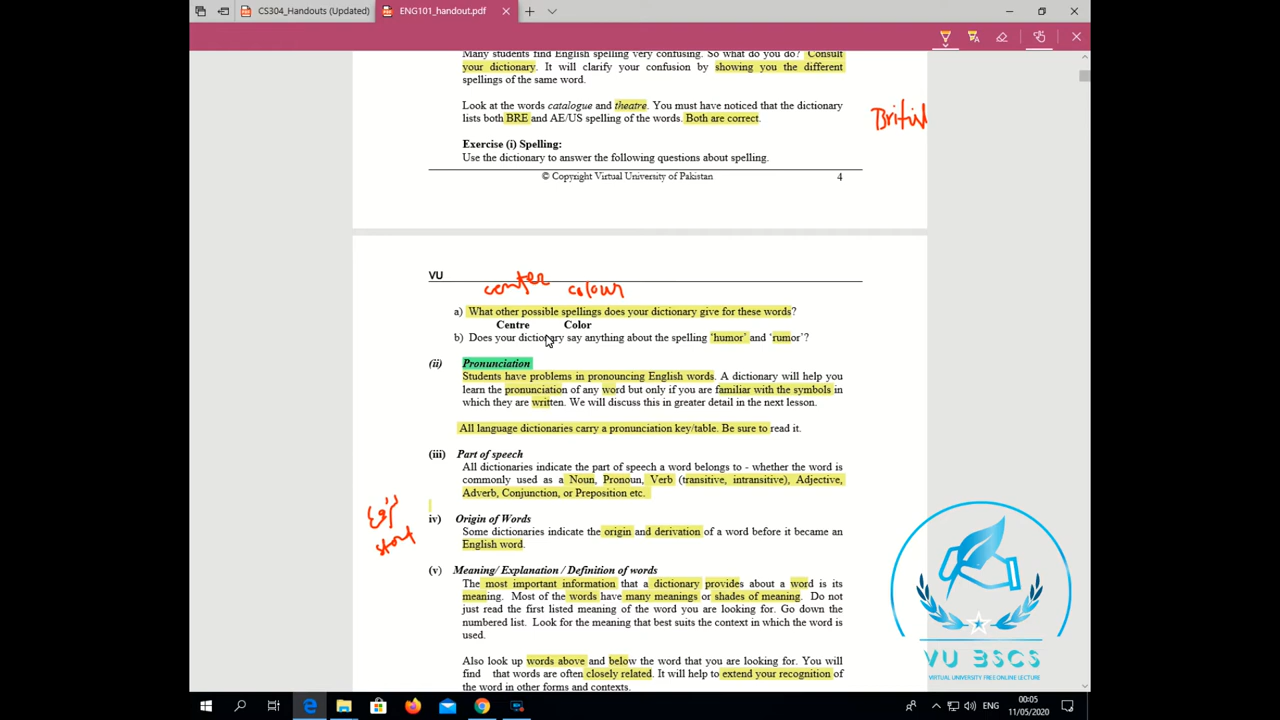 CS304_Handouts (Updated)
ENG101_handout.pdf
Many students find English spelling very confusing. So what do you do? Consult
your dictionary. It will clarify your confusion by showing you the different
spellings of the same word.
Look at the words catalogue and theatre. You must have noticed that the dictionary
lists both BRE and AE/US spelling of the words. Both are correct.
British
Exercise (i) Spelling:
Use the dictionary to answer the following questions about spelling.
© Copyright Virtual University of Pakistan 4
VU
center colour
a) What other possible spellings does your dictionary give for these words?
Centre Color
b) Does your dictionary say anything about the spelling 'humor' and 'rumor'?
(ii) Pronunciation
Students have problems in pronouncing English words. A dictionary will help you
learn the pronunciation of any word but only if you are familiar with the symbols in
which they are written. We will discuss this in greater detail in the next lesson.
All language dictionaries carry a pronunciation key/table. Be sure to read it.
(iii) Part of speech
All dictionaries indicate the part of speech a word belongs to - whether the word is
commonly used as a Noun, Pronoun, Verb (transitive, intransitive), Adjective,
Adverb, Conjunction, or Preposition etc.
iv) Origin of Words
Some dictionaries indicate the origin and derivation of a word before it became an
English word.
start
(v) Meaning/ Explanation / Definition of words
The most important information that a dictionary provides about a word is its
meaning. Most of the words have many meanings or shades of meaning. Do not
just read the first listed meaning of the word you are looking for. Go down the
numbered list. Look for the meaning that best suits the context in which the word is
used.
Also look up words above and below the word that you are looking for. You will
find that words are often closely related. It will help to extend your recognition of
the word in other forms and contexts.
VU BSCS
VIRTUAL UNIVERSITY FREE ONLINE LECTURE
ENG
00:05
11/05/2020